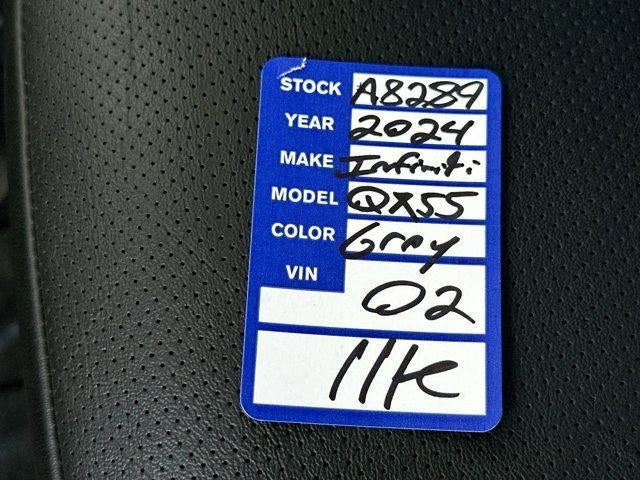 STOCK A8289
YEAR 2024
MAKE Infiniti
MODEL QX55
COLOR Gray
VIN 02
11k